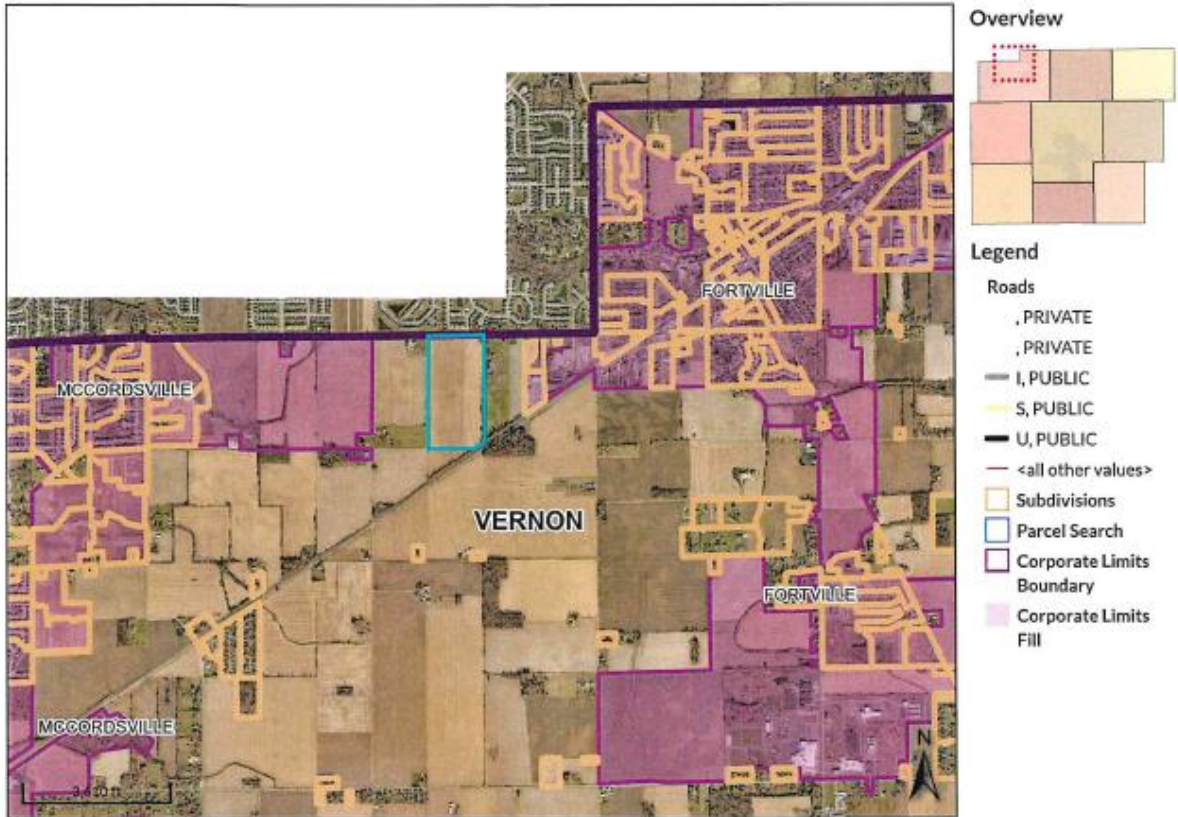 Overview
Legend
Roads
, PRIVATE
, PRIVATE
I, PUBLIC
S, PUBLIC
U, PUBLIC
<all other values>
Subdivisions
Parcel Search
Corporate Limits
Boundary
Corporate Limits
Fill
FORTVILLE
MCCORDSVILLE
VERNON
FORTVILLE
MCCORDSVILLE
N